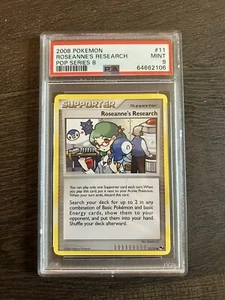 2008 POKEMON #11
ROSEANNE'S RESEARCH MINT
POP SERIES 8 9
PSA 64662106
SUPPORTER
Roseanne's Research
You can play only one Supporter card each turn. When
you play this card, put it next to your Active Pokémon.
When your turn ends, discard this card.
Search your deck for up to 2 in any
combination of Basic Pokémon and basic
Energy cards, show them to your
opponent, and put them into your hand.
Shuffle your deck afterward.